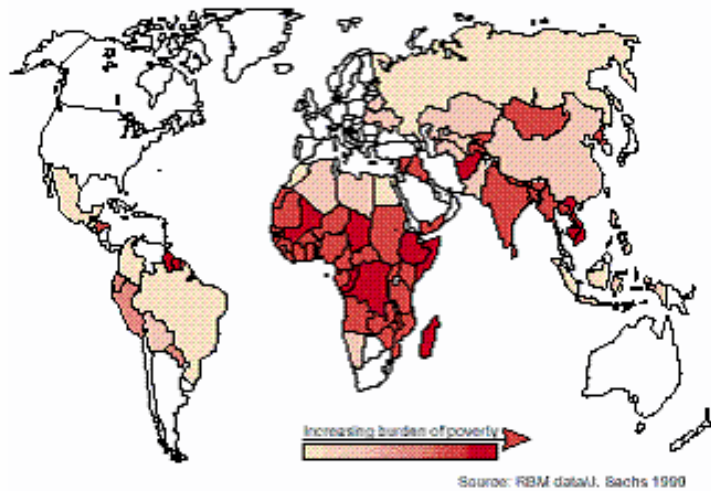 Increasing burden of poverty
Source: RBM data/J. Sachs 1999